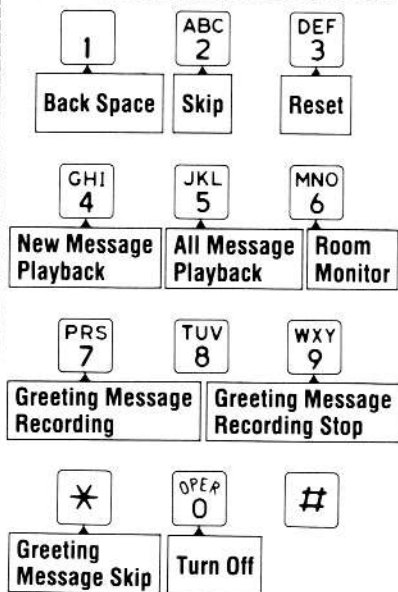 1
ABC
2
DEF
3
Back Space
Skip
Reset
GHI
4
JKL
5
MNO
6
New Message
Playback
All Message
Playback
Room
Monitor
PRS
7
TUV
8
WXY
9
Greeting Message
Recording
Greeting Message
Recording Stop
*
OPER
0
#
Greeting
Message Skip
Turn Off